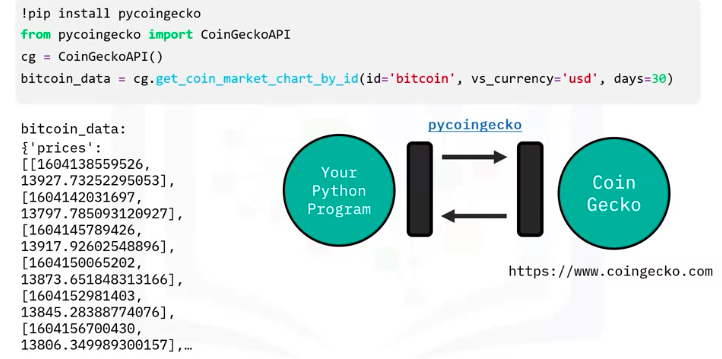 !pip install pycoingecko
from pycoingecko import CoinGeckoAPI
cg = CoinGeckoAPI()
bitcoin_data = cg.get_coin_market_chart_by_id(id='bitcoin', vs_currency='usd', days=30)
bitcoin_data:
{'prices':
[[1604138559526,
13927.73252295053],
[1604142031697,
13797.785093120927],
[1604145789426,
13917.92602548896],
[1604150065202,
13873.651848313166],
[1604152981403,
13845.28388774076],
[1604156700430,
13806.349989300157],…
pycoingecko
Your
Python
Program
Coin
Gecko
https://www.coingecko.com